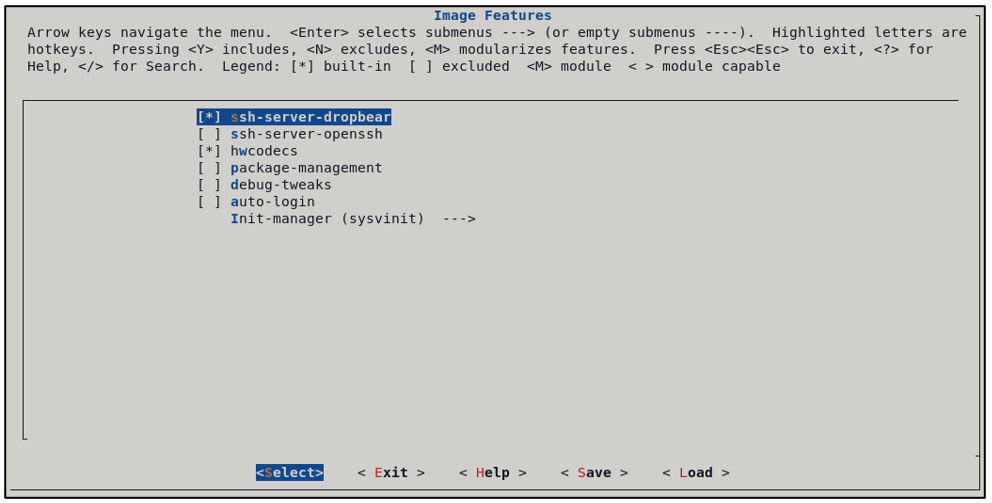 Image Features
Arrow keys navigate the menu.  <Enter> selects submenus ---> (or empty submenus ----).  Highlighted letters are
hotkeys.  Pressing <Y> includes, <N> excludes, <M> modularizes features.  Press <Esc><Esc> to exit, <?> for
Help, </> for Search.  Legend: [*] built-in  [ ] excluded  <M> module  < > module capable
[*] ssh-server-dropbear
[ ] ssh-server-openssh
[*] hwcodecs
[ ] package-management
[ ] debug-tweaks
[ ] auto-login
Init-manager (sysvinit)  --->
<Select>    < Exit >    < Help >    < Save >    < Load >